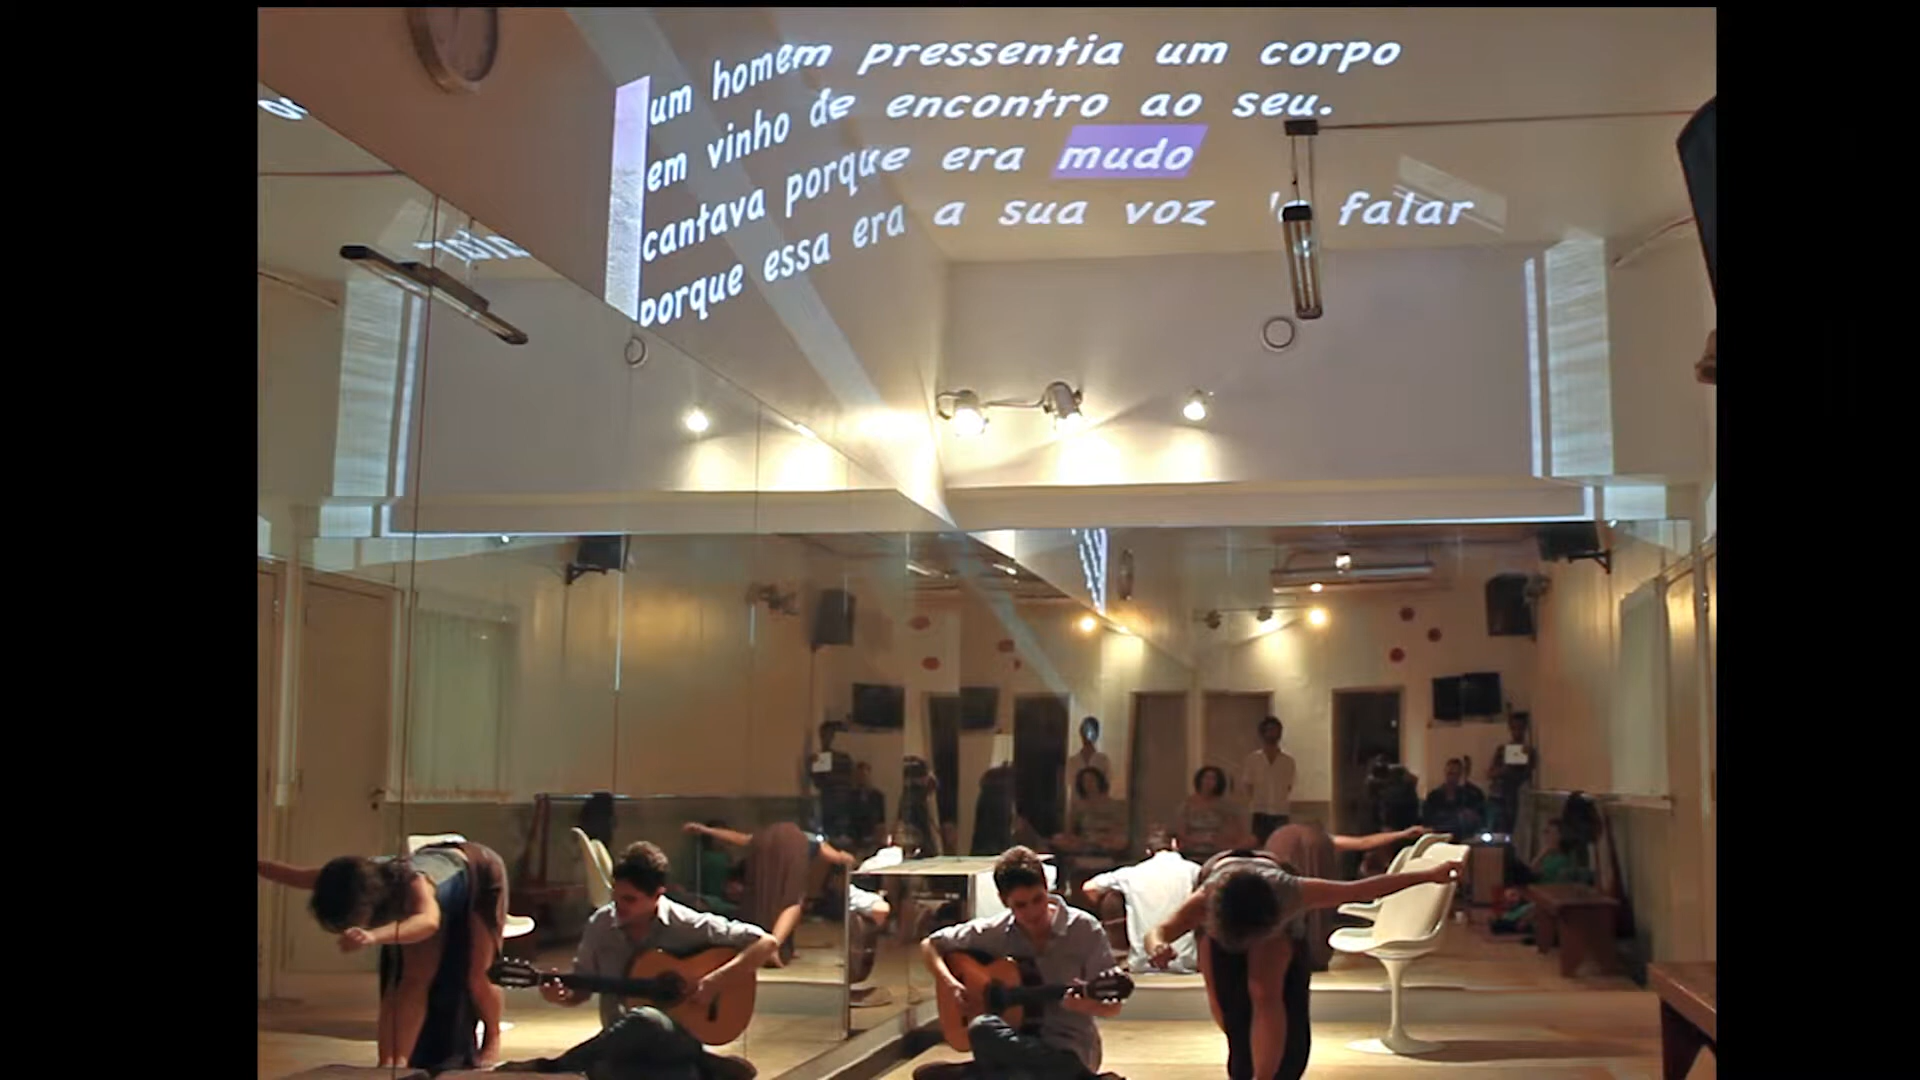 um homem pressentia um corpo
em vinho de encontro ao seu.
cantava porque era mudo
porque essa era a sua voz falar